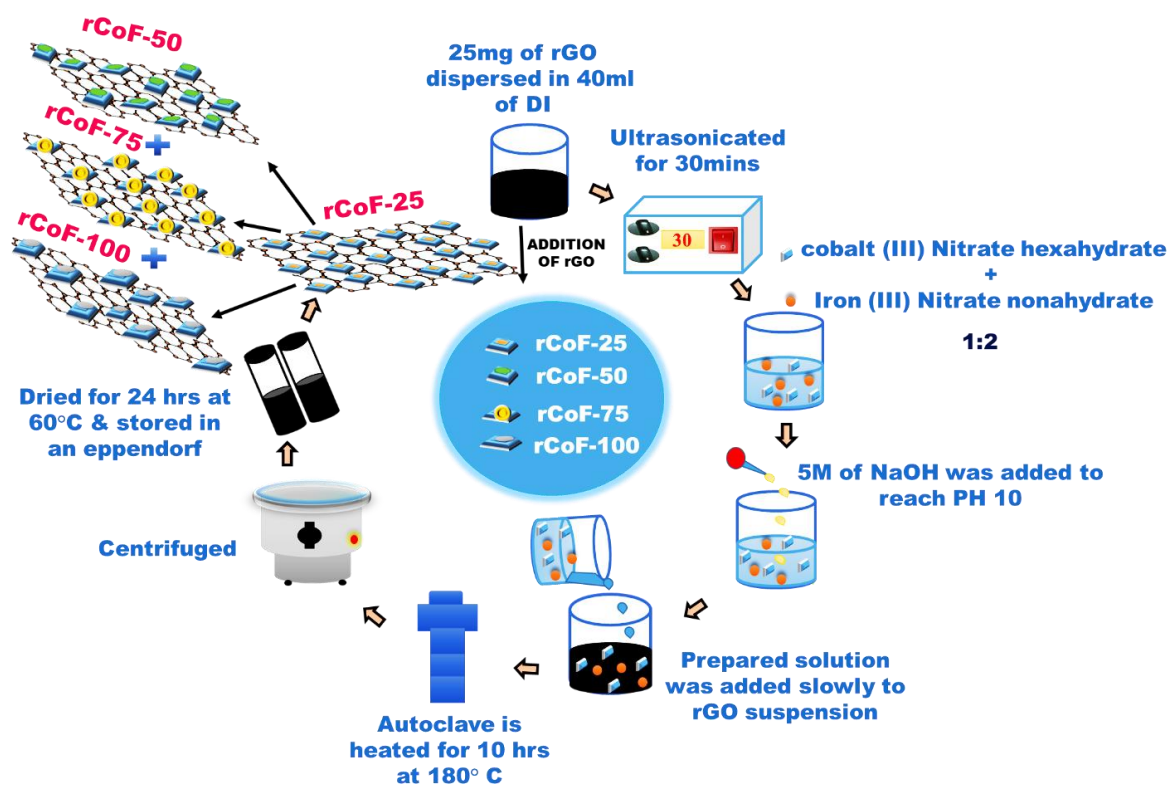 rCoF-50
rCoF-75
rCoF-100
rCoF-25
25mg of rGO
dispersed in 40ml
of DI
Ultrasonicated
for 30mins
30
ADDITION
OF rGO
cobalt (III) Nitrate hexahydrate
+
Iron (III) Nitrate nonahydrate
1:2
rCoF-25
rCoF-50
rCoF-75
rCoF-100
5M of NaOH was added to
reach PH 10
Prepared solution
was added slowly to
rGO suspension
Autoclave is
heated for 10 hrs
at 180° C
Centrifuged
Dried for 24 hrs at
60°C & stored in
an eppendorf